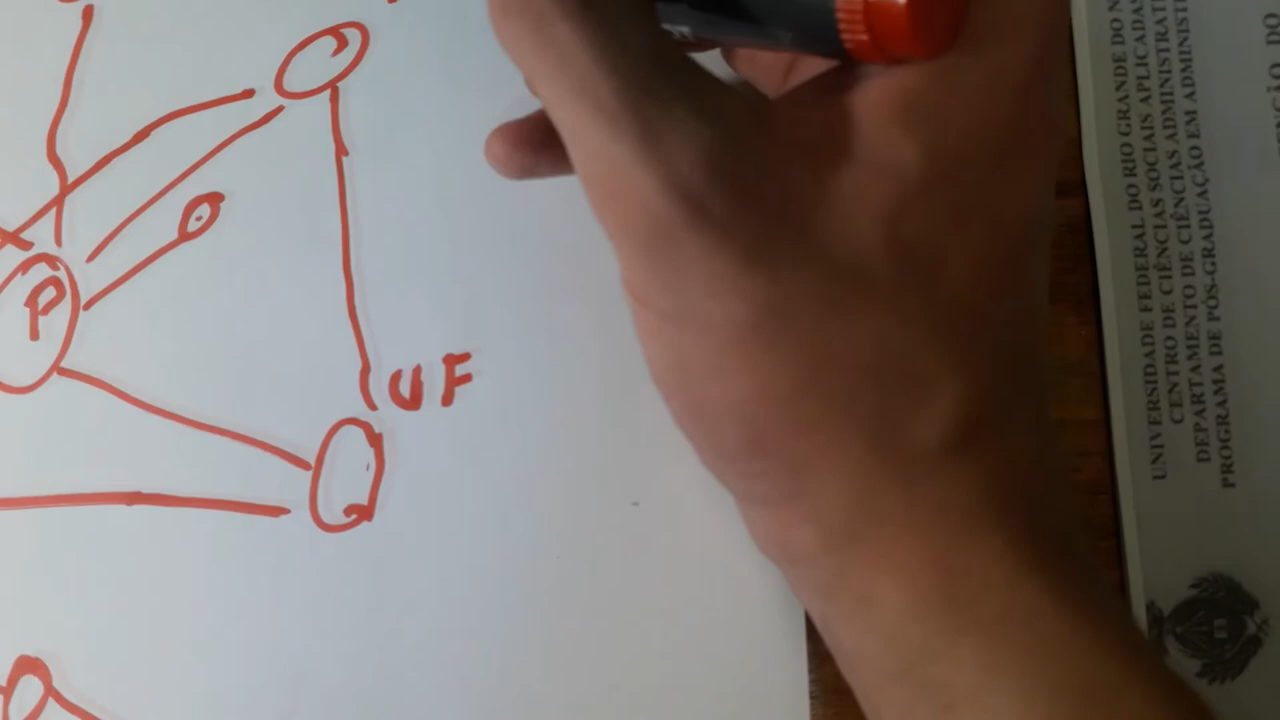 P
UF
UNIVERSIDADE FEDERAL DO RIO GRANDE DO N
CENTRO DE CIÊNCIAS SOCIAIS APLICADAS
DEPARTAMENTO DE CIÊNCIAS ADMINISTRATI
PROGRAMA DE PÓS-GRADUAÇÃO EM ADMINIST
DO